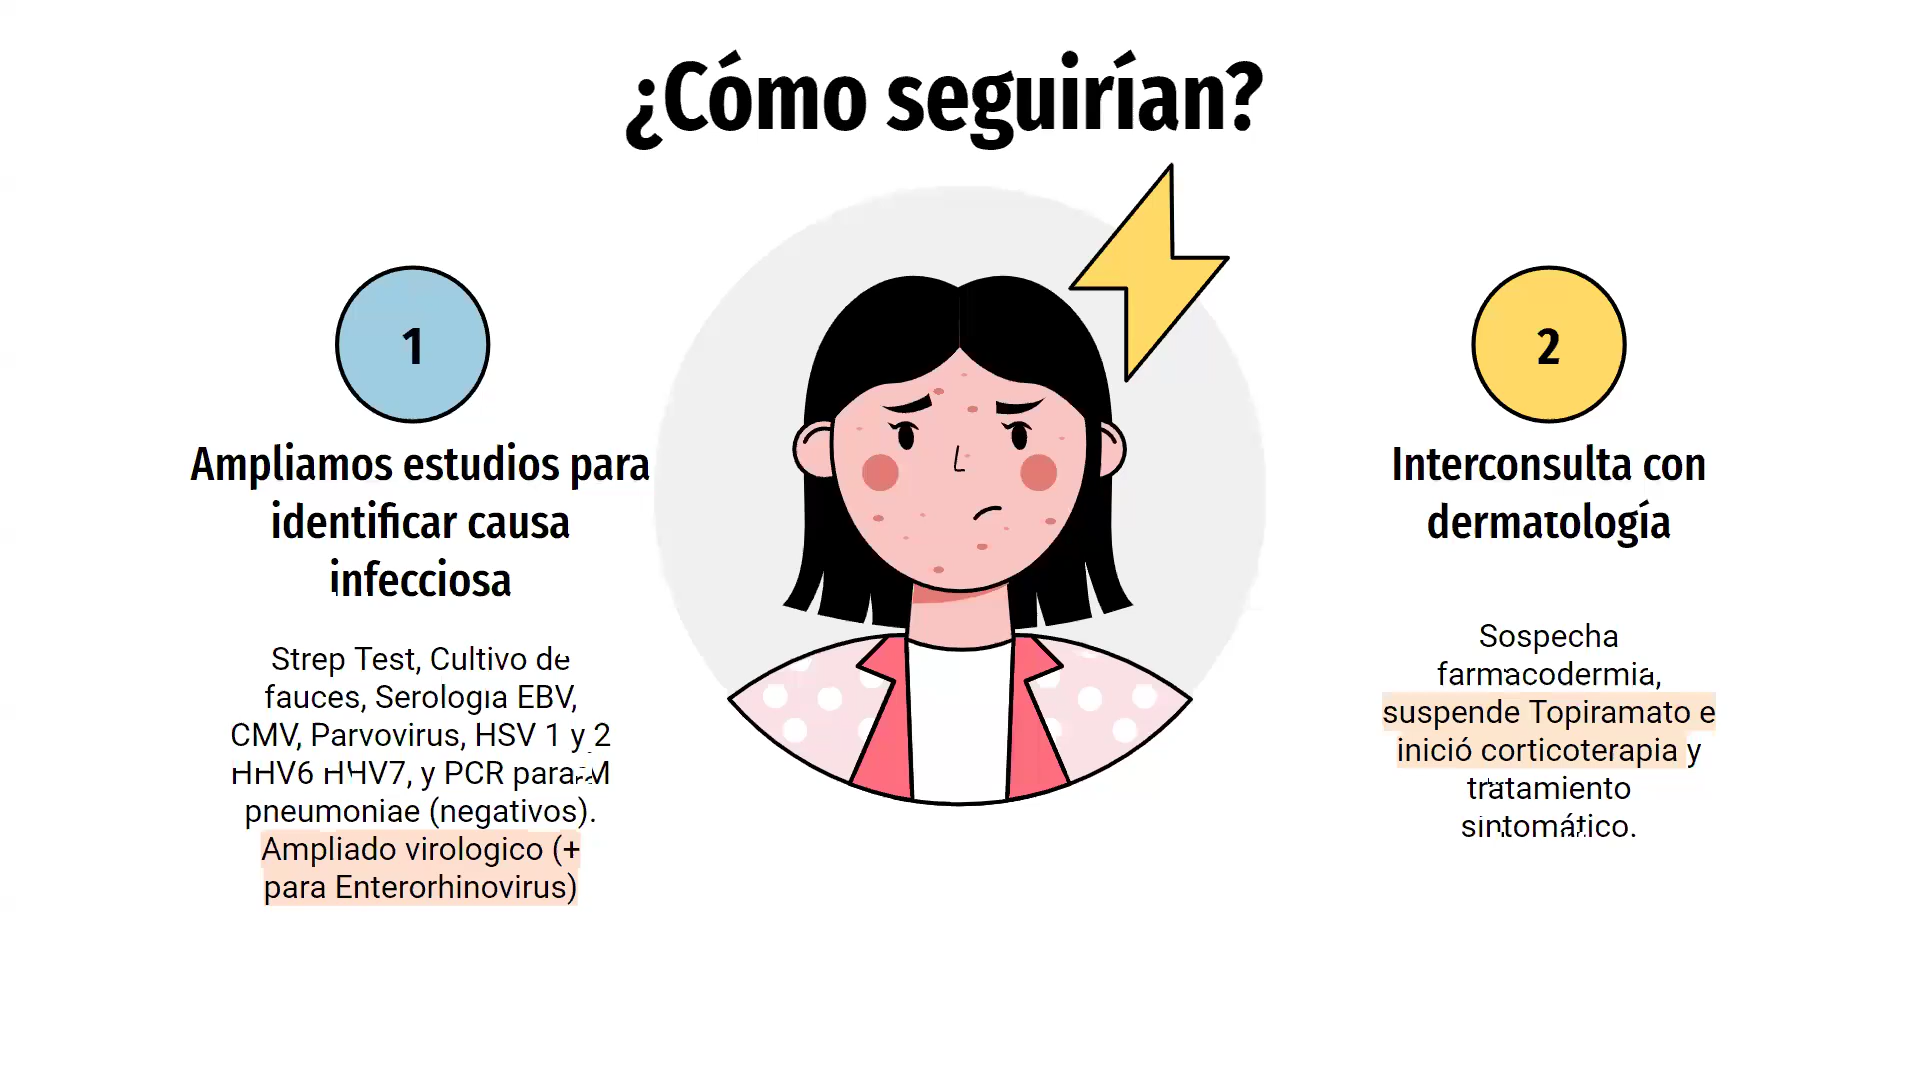 ¿Cómo seguirían?
1
Ampliamos estudios para
identificar causa
infecciosa
Strep Test, Cultivo de
fauces, Serologia EBV,
CMV, Parvovirus, HSV 1 y 2
HHV6 HHV7, y PCR para M
pneumoniae (negativos).
Ampliado virologico (+
para Enterorhinovirus)
2
Interconsulta con
dermatología
Sospecha
farmacodermia,
suspende Topiramato e
inició corticoterapia y
tratamiento
sintomático.